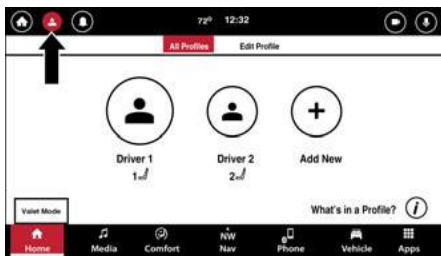 72° 12:32
All Profiles Edit Profile
Driver 1 Driver 2 Add New
1 2
What's in a Profile? i
Valet Mode
NW
Home Media Comfort Nav Phone Vehicle Apps